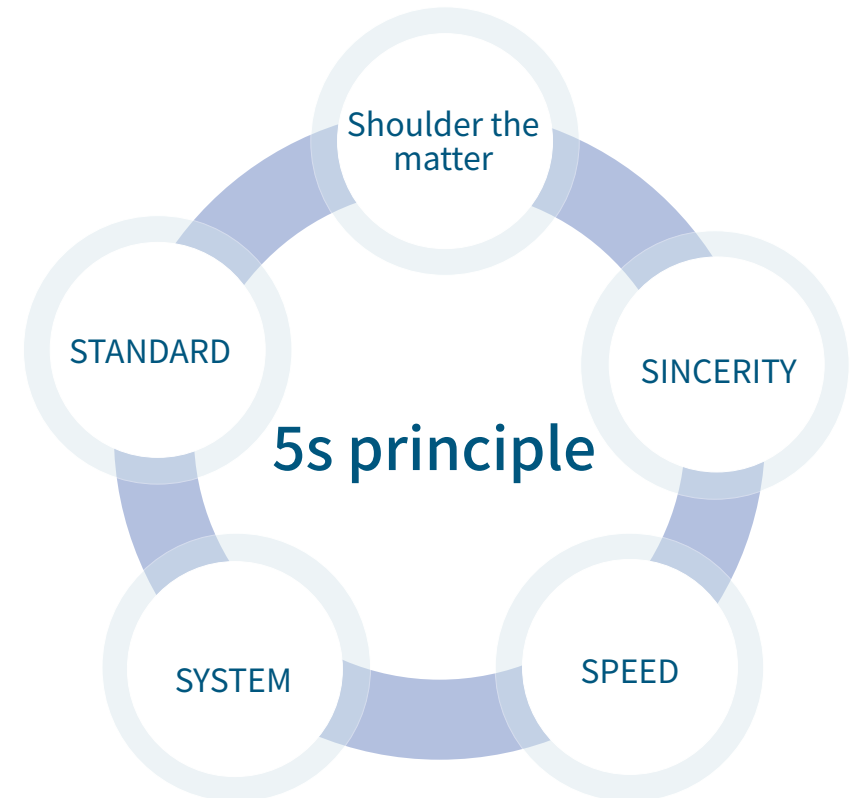 Shoulder the
matter
STANDARD
SINCERITY
5s principle
SYSTEM
SPEED